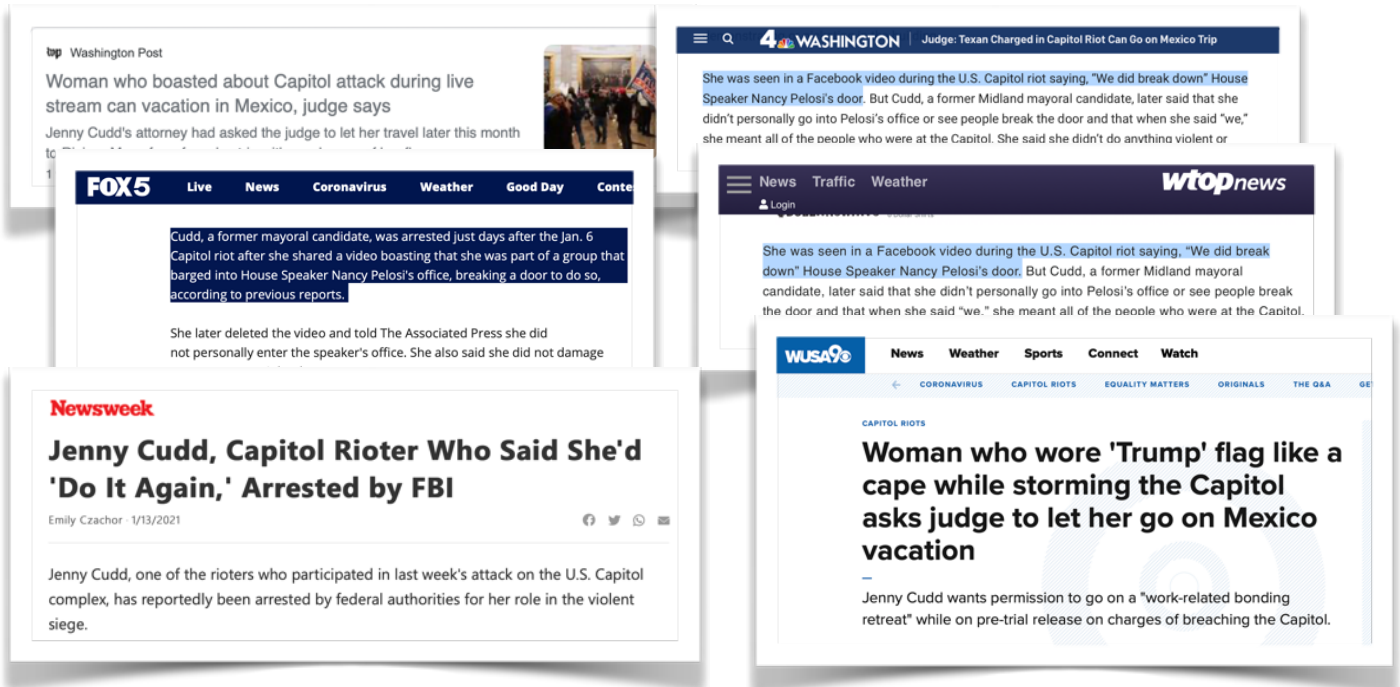 wp Washington Post
Woman who boasted about Capitol attack during live
stream can vacation in Mexico, judge says
Jenny Cudd's attorney had asked the judge to let her travel later this month
4 WASHINGTON Judge: Texan Charged in Capitol Riot Can Go on Mexico Trip
She was seen in a Facebook video during the U.S. Capitol riot saying, "We did break down" House
Speaker Nancy Pelosi's door. But Cudd, a former Midland mayoral candidate, later said that she
didn't personally go into Pelosi's office or see people break the door and that when she said "we,"
she meant all of the people who were at the Capitol. She said she didn't do anything violent or
FOX 5 Live News Coronavirus Weather Good Day Conte
Cudd, a former mayoral candidate, was arrested just days after the Jan. 6
Capitol riot after she shared a video boasting that she was part of a group that
barged into House Speaker Nancy Pelosi's office, breaking a door to do so,
according to previous reports.
She later deleted the video and told The Associated Press she did
not personally enter the speaker's office. She also said she did not damage
News Traffic Weather wtopnews
Login
She was seen in a Facebook video during the U.S. Capitol riot saying, "We did break
down" House Speaker Nancy Pelosi's door. But Cudd, a former Midland mayoral
candidate, later said that she didn't personally go into Pelosi's office or see people break
the door and that when she said "we," she meant all of the people who were at the Capitol.
Newsweek
Jenny Cudd, Capitol Rioter Who Said She'd
'Do It Again,' Arrested by FBI
Emily Czachor · 1/13/2021
Jenny Cudd, one of the rioters who participated in last week's attack on the U.S. Capitol
complex, has reportedly been arrested by federal authorities for her role in the violent
siege.
WUSA9 News Weather Sports Connect Watch
CORONAVIRUS CAPITOL RIOTS EQUALITY MATTERS ORIGINALS THE Q&A GE
CAPITOL RIOTS
Woman who wore 'Trump' flag like a
cape while storming the Capitol
asks judge to let her go on Mexico
vacation
Jenny Cudd wants permission to go on a "work-related bonding
retreat" while on pre-trial release on charges of breaching the Capitol.